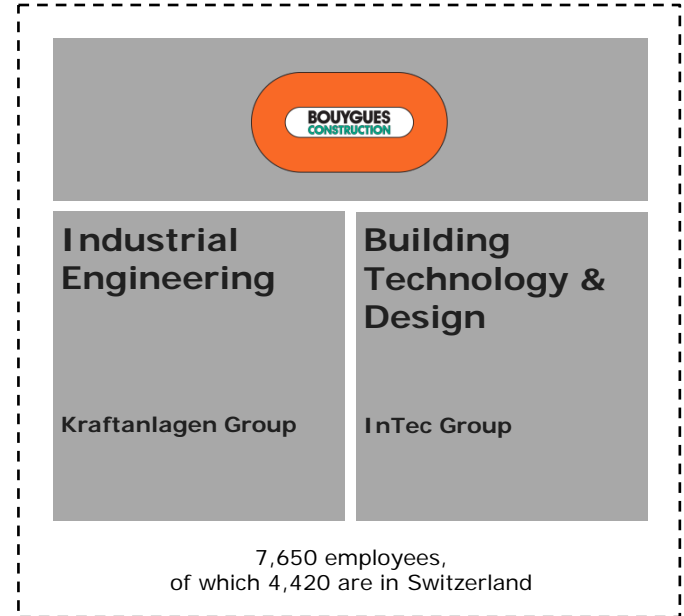 BOUYGUES
CONSTRUCTION
Industrial
Engineering
Kraftanlagen Group
Building
Technology &
Design
InTec Group
7,650 employees,
of which 4,420 are in Switzerland